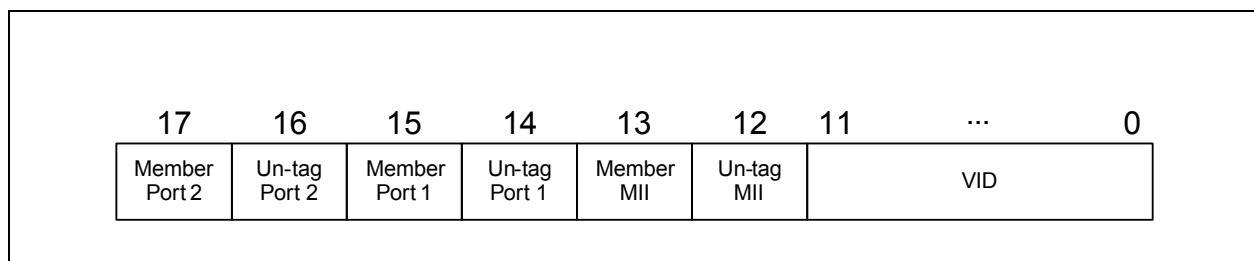 17 16 15 14 13 12 11 ... 0
Member Un-tag Member Un-tag Member Un-tag VID
Port 2 Port 2 Port 1 Port 1 MII MII